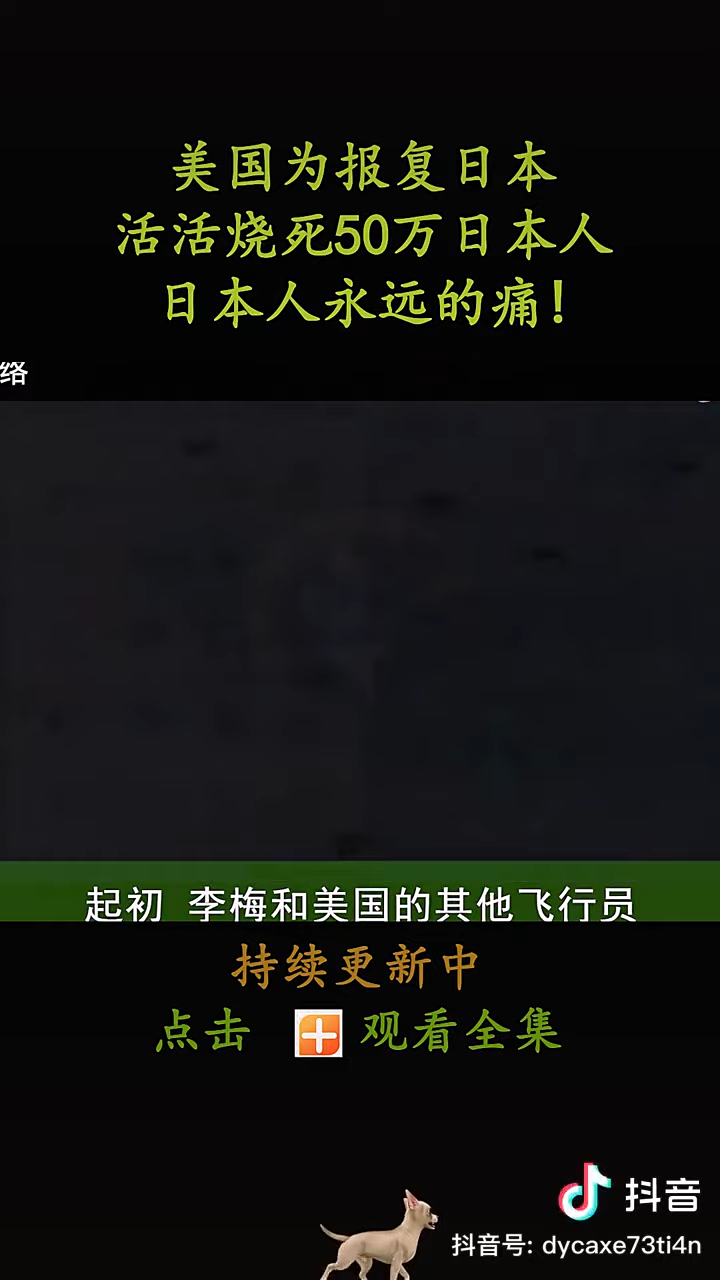 美国为报复日本
活活烧死50万日本人
日本人永远的痛!
络
起初 李梅和美国的其他飞行员
持续更新中
点击 观看全集
抖音
抖音号: dycaxe73ti4n